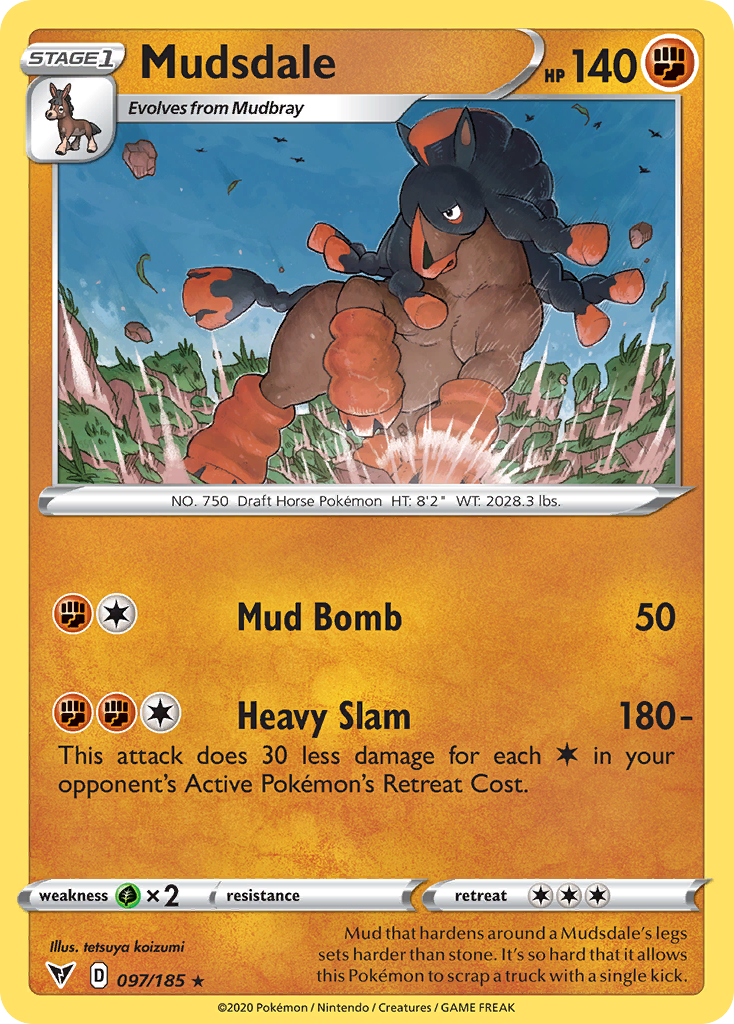 STAGE1
Mudsdale
HP 140
Evolves from Mudbray
NO. 750 Draft Horse Pokémon HT: 8'2" WT: 2028.3 lbs.
Mud Bomb 50
Heavy Slam 180-
This attack does 30 less damage for each in your
opponent's Active Pokémon's Retreat Cost.
weakness ×2 resistance retreat
Illus. tetsuya koizumi
Mud that hardens around a Mudsdale's legs
sets harder than stone. It's so hard that it allows
this Pokémon to scrap a truck with a single kick.
D 097/185 ★
©2020 Pokémon / Nintendo / Creatures / GAME FREAK